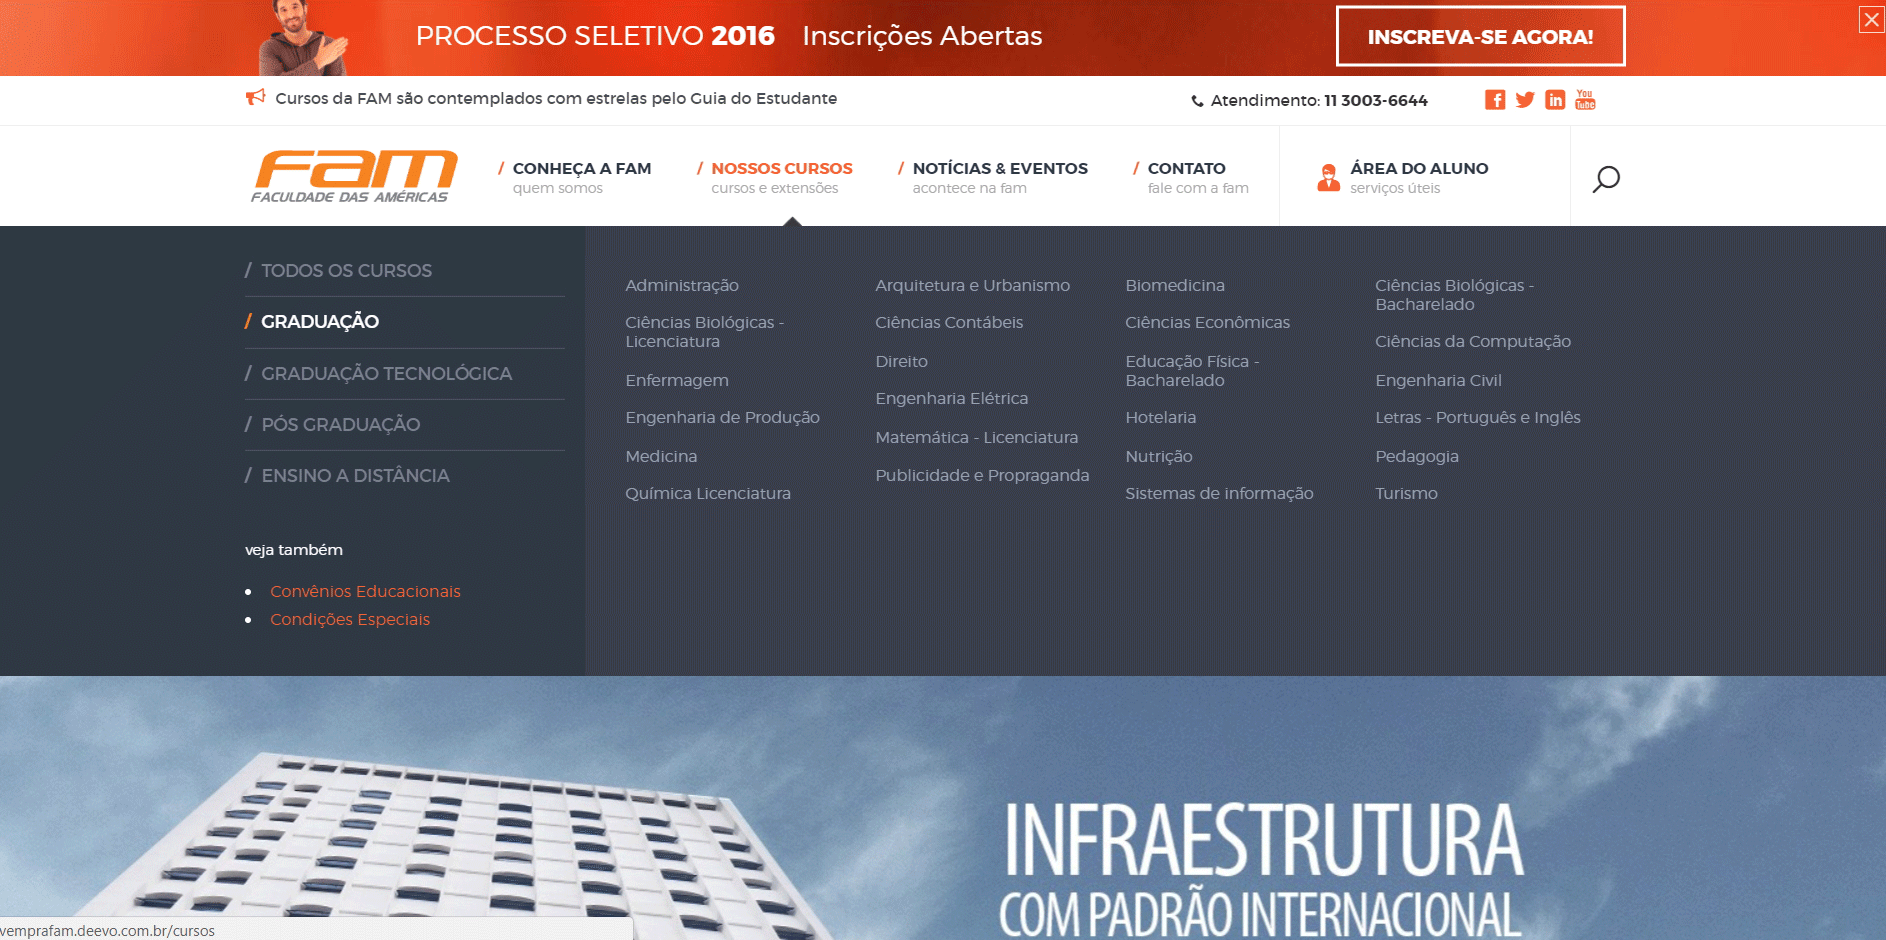 PROCESSO SELETIVO 2016 Inscrições Abertas
INSCREVA-SE AGORA!
Cursos da FAM são contemplados com estrelas pelo Guia do Estudante
Atendimento: 11 3003-6644
You
Tube
fam
FACULDADE DAS AMÉRICAS
/ CONHEÇA A FAM
quem somos
/ NOSSOS CURSOS
cursos e extensões
/ NOTÍCIAS & EVENTOS
acontece na fam
/ CONTATO
fale com a fam
ÁREA DO ALUNO
serviços úteis
/ TODOS OS CURSOS
/ GRADUAÇÃO
/ GRADUAÇÃO TECNOLÓGICA
/ PÓS GRADUAÇÃO
/ ENSINO A DISTÂNCIA
veja também
• Convênios Educacionais
• Condições Especiais
Administração
Ciências Biológicas -
Licenciatura
Enfermagem
Engenharia de Produção
Medicina
Química Licenciatura
Arquitetura e Urbanismo
Ciências Contábeis
Direito
Engenharia Elétrica
Matemática - Licenciatura
Publicidade e Propraganda
Biomedicina
Ciências Econômicas
Educação Física -
Bacharelado
Hotelaria
Nutrição
Sistemas de informação
Ciências Biológicas -
Bacharelado
Ciências da Computação
Engenharia Civil
Letras - Português e Inglês
Pedagogia
Turismo
INFRAESTRUTURA
COM PADRÃO INTERNACIONAL
vemprafam.deevo.com.br/cursos